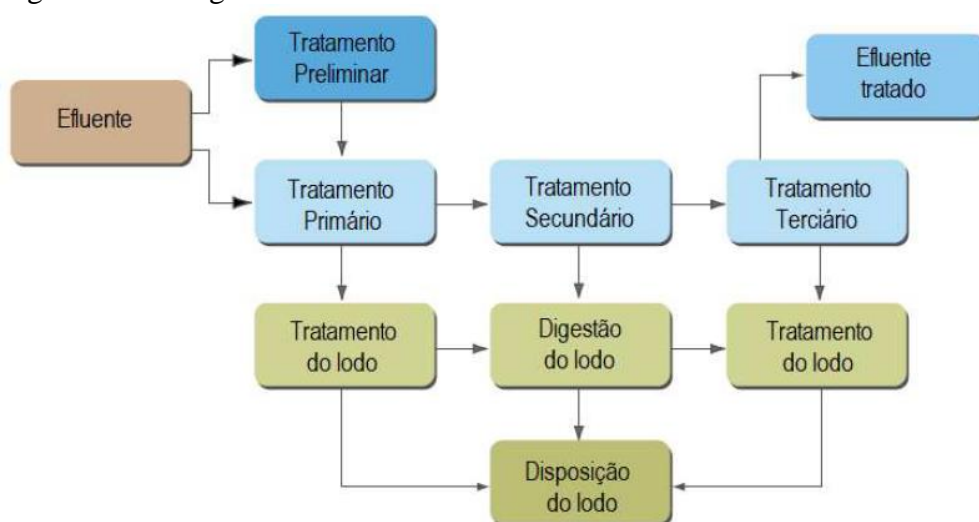 Tratamento
Preliminar
Efluente
tratado
Efluente
Tratamento
Primário
Tratamento
Secundário
Tratamento
Terciário
Tratamento
do lodo
Digestão
do lodo
Tratamento
do lodo
Disposição
do lodo